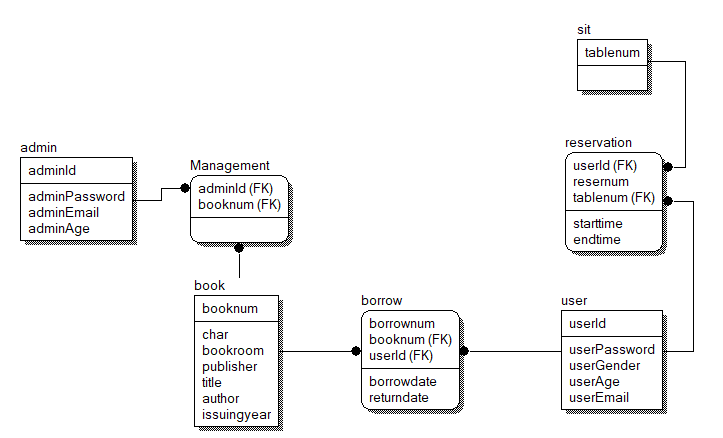 sit
tablenum
reservation
userId (FK)
resernum
tablenum (FK)
starttime
endtime
admin
adminId
adminPassword
adminEmail
adminAge
Management
adminId (FK)
booknum (FK)
book
booknum
char
bookroom
publisher
title
author
issuingyear
borrow
borrownum
booknum (FK)
userId (FK)
borrowdate
returndate
user
userId
userPassword
userGender
userAge
userEmail